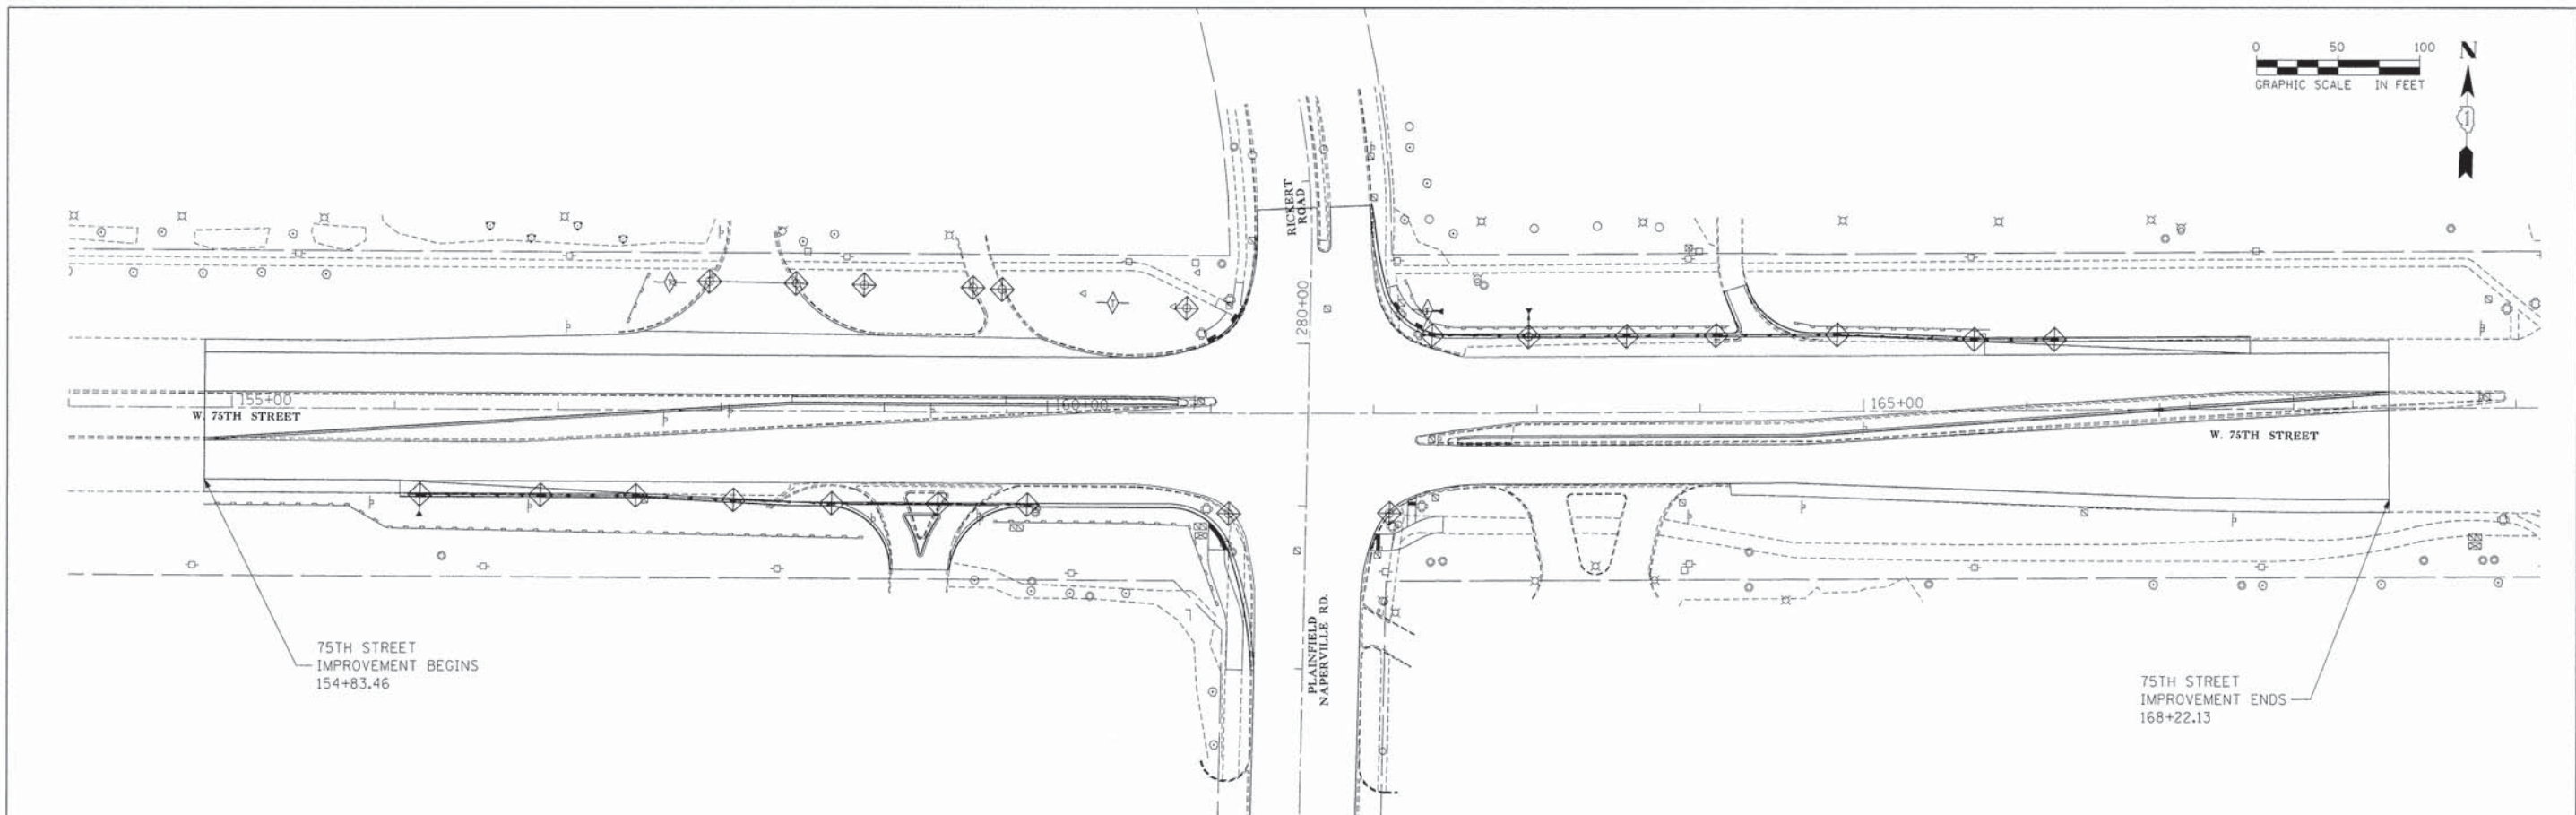 0 50 100
N
GRAPHIC SCALE IN FEET
RICKERT
ROAD
280+00
155+00
W. 75TH STREET
160+00
165+00
W. 75TH STREET
PLAINFIELD
NAPERVILLE RD.
75TH STREET
IMPROVEMENT BEGINS
154+83.46
75TH STREET
IMPROVEMENT ENDS
168+22.13